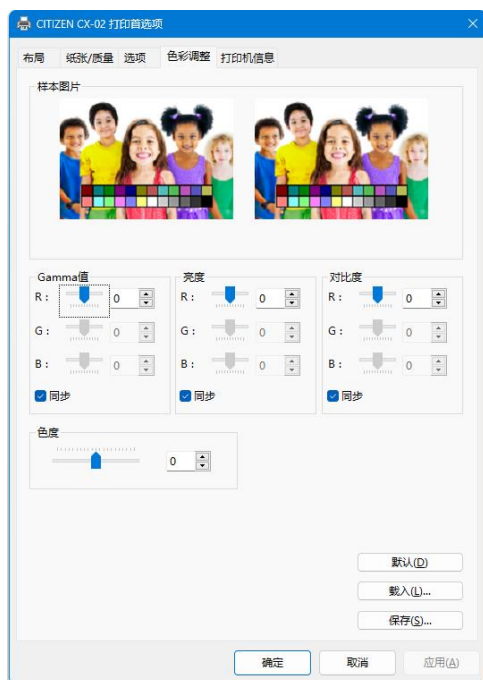 CITIZEN CX-02 打印首选项
布局 纸张/质量 选项 色彩调整 打印机信息
样本图片
Gamma值 亮度 对比度
R： 0 R： 0 R： 0
G： 0 G： 0 G： 0
B： 0 B： 0 B： 0
同步 同步 同步
色度
0
默认(D)
载入(L)...
保存(S)...
确定 取消 应用(A)